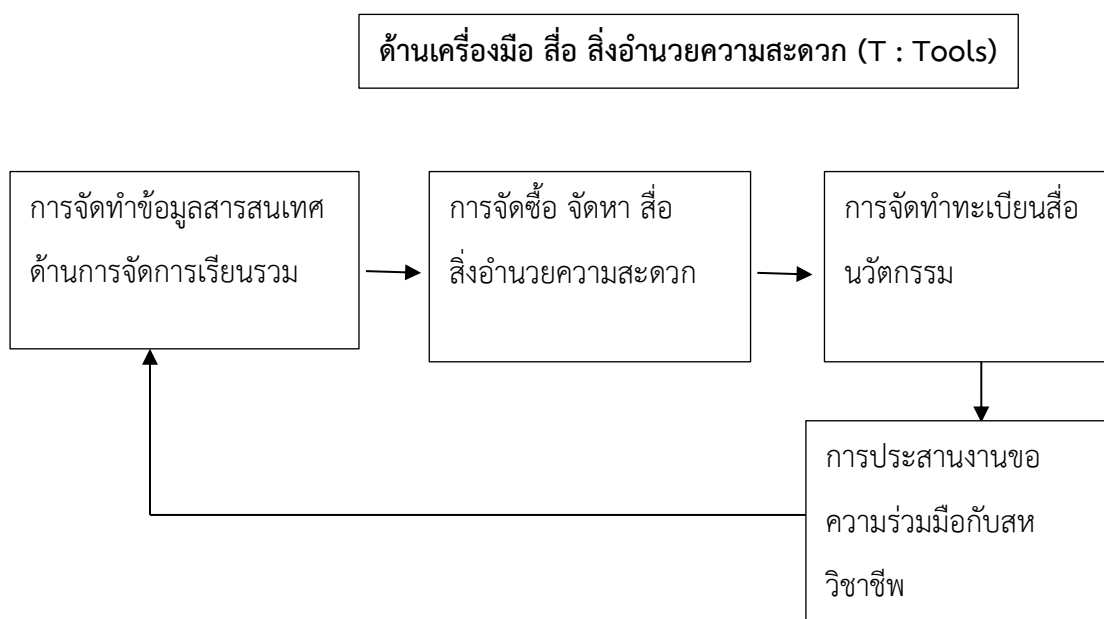 ด้านเครื่องมือ สื่อ สิ่งอำนวยความสะดวก (T : Tools)
การจัดทำข้อมูลสารสนเทศ
ด้านการจัดการเรียนรวม
การจัดซื้อ จัดหา สื่อ
สิ่งอำนวยความสะดวก
การจัดทำทะเบียนสื่อ
นวัตกรรม
การประสานงานขอ
ความร่วมมือกับสห
วิชาชีพ